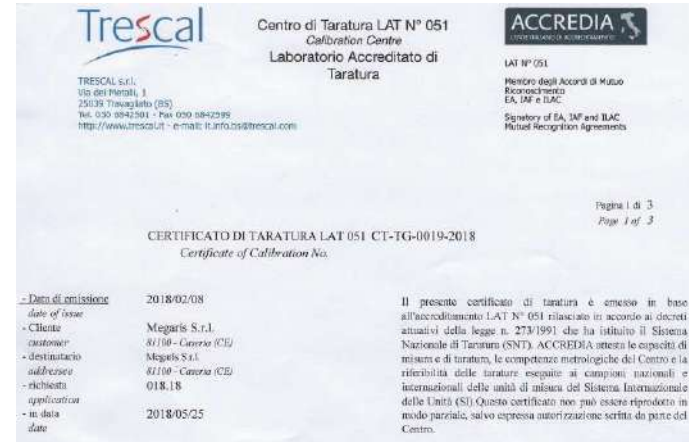 Trescal
TRESCAL s.r.l.
Via dei Metalli, 1
25039 Travagliato (BS)
Tel. 030 6842501 - Fax 030 6842599
http://www.trescal.it - e-mail: it.info.bs@trescal.com
Centro di Taratura LAT N° 051
Calibration Centre
Laboratorio Accreditato di
Taratura
ACCREDIA
L'ENTE ITALIANO DI ACCREDITAMENTO
LAT N° 051
Membro degli Accordi di Mutuo
Riconoscimento
EA, IAF e ILAC
Signatory of EA, IAF and ILAC
Mutual Recognition Agreements
Pagina 1 di 3
Page 1 of 3
CERTIFICATO DI TARATURA LAT 051 CT-TG-0019-2018
Certificate of Calibration No.
- Data di emissione 2018/02/08
date of issue
- Cliente Megaris S.r.l.
customer 81100 - Caserta (CE)
- destinatario Megaris S.r.l.
addressee 81100 - Caserta (CE)
- richiesta 018.18
application
- in data 2018/05/25
date
Il presente certificato di taratura è emesso in base
all'accreditamento LAT N° 051 rilasciato in accordo ai decreti
attuativi della legge n. 273/1991 che ha istituito il Sistema
Nazionale di Taratura (SNT). ACCREDIA attesta le capacità di
misura e di taratura, le competenze metrologiche del Centro e la
riferibilità delle tarature eseguite ai campioni nazionali e
internazionali delle unità di misura del Sistema Internazionale
delle Unità (SI).Questo certificato non può essere riprodotto in
modo parziale, salvo espressa autorizzazione scritta da parte del
Centro.